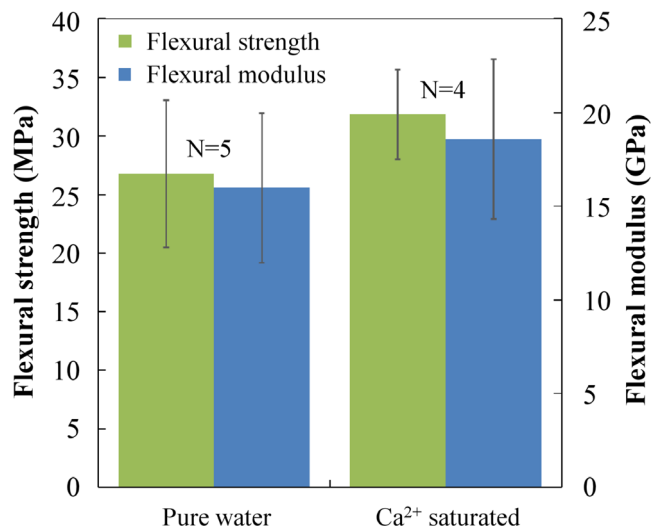 Flexural strength (MPa)
40
35
30
25
20
15
10
5
0
Flexural strength
Flexural modulus
N=5
N=4
25
20
15
10
5
0
Flexural modulus (GPa)
Pure water
Ca²⁺ saturated